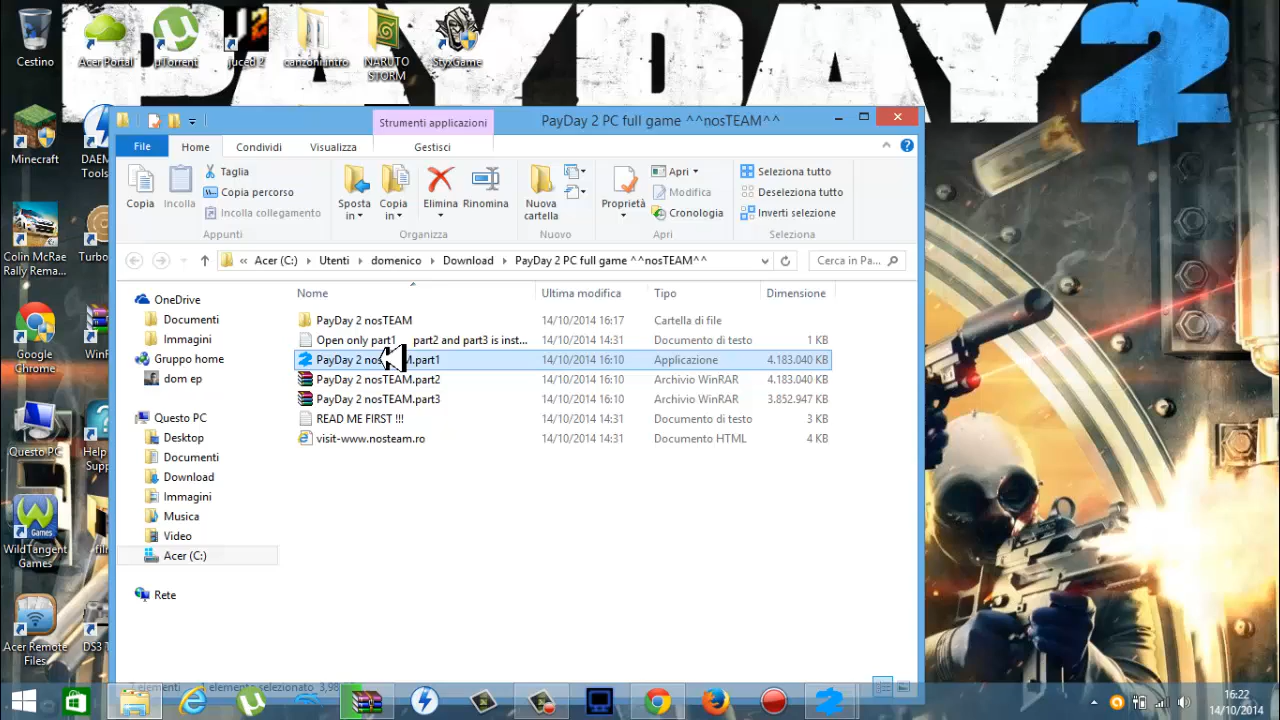 PAYDAY 2
Cestino
Acer Portal
µTorrent
Juced 2
canzoni intro
NARUTO
STORM
StyxGame
Minecraft
DAEM
Tools
Colin McRae
Rally Rema...
Turbo
Google
Chrome
WinF
Questo PC
Help
Supp
WildTangent
Games
film
Acer Remote
Files
DS3 T
Strumenti applicazioni
PayDay 2 PC full game ^^nosTEAM^^
File
Home
Condividi
Visualizza
Gestisci
Copia
Incolla
Taglia
Copia percorso
Incolla collegamento
Appunti
Sposta
in
Copia
in
Elimina
Rinomina
Organizza
Nuova
cartella
Nuovo
Proprietà
Apri
Modifica
Cronologia
Apri
Seleziona tutto
Deseleziona tutto
Inverti selezione
Seleziona
« Acer (C:) Utenti domenico Download PayDay 2 PC full game ^^nosTEAM^^
Cerca in Pa...
Nome Ultima modifica Tipo Dimensione
PayDay 2 nosTEAM 14/10/2014 16:17 Cartella di file
Open only part1 part2 and part3 is inst... 14/10/2014 14:31 Documento di testo 1 KB
PayDay 2 nos .part1 14/10/2014 16:10 Applicazione 4.183.040 KB
PayDay 2 nosTEAM.part2 14/10/2014 16:10 Archivio WinRAR 4.183.040 KB
PayDay 2 nosTEAM.part3 14/10/2014 16:10 Archivio WinRAR 3.852.947 KB
READ ME FIRST !!! 14/10/2014 14:31 Documento di testo 3 KB
visit-www.nosteam.ro 14/10/2014 14:31 Documento HTML 4 KB
OneDrive
Documenti
Immagini
Gruppo home
dom ep
Questo PC
Desktop
Documenti
Download
Immagini
Musica
Video
Acer (C:)
Rete
elementi 1 elemento selezionato 3,98
16:22
14/10/2014